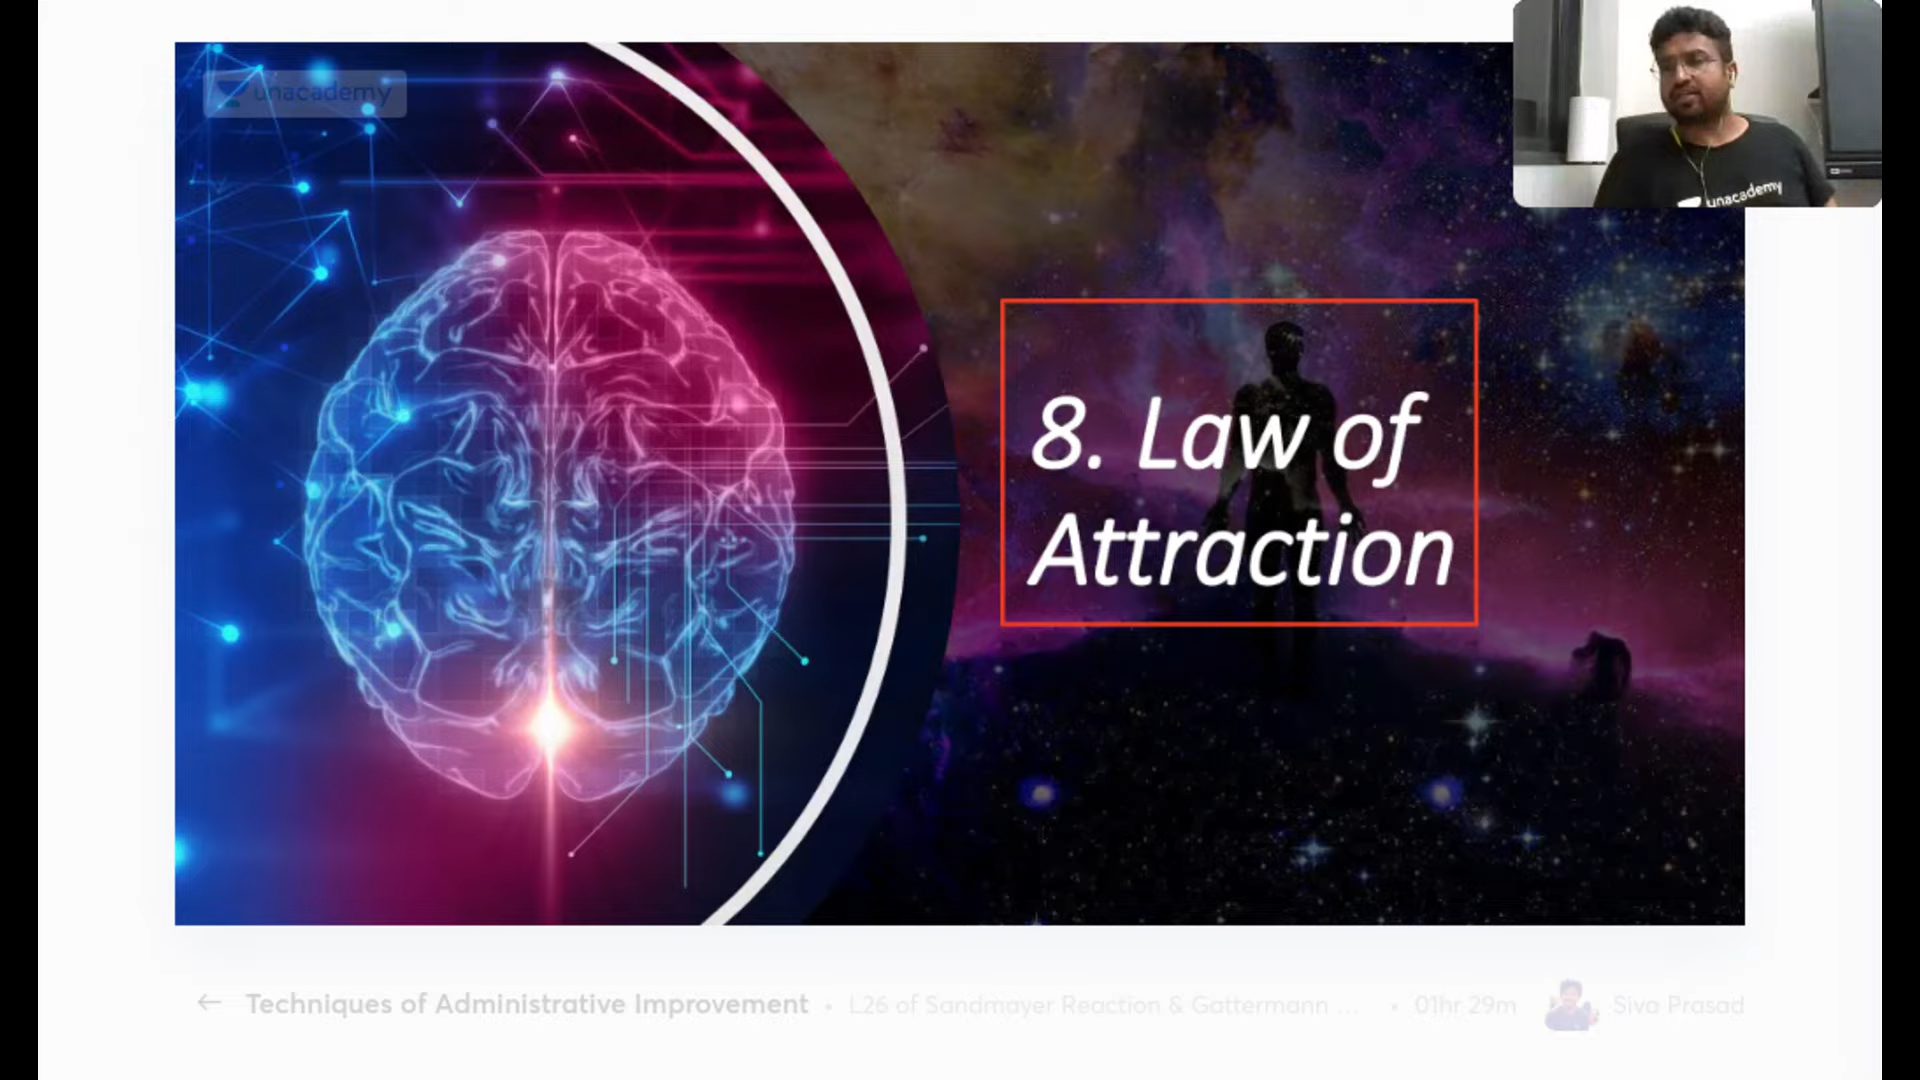 unacademy
unacademy
8. Law of
Attraction
← Techniques of Administrative Improvement • L26 of Sandmayer Reaction & Gattermann ... • 01hr 29m Siva Prasad